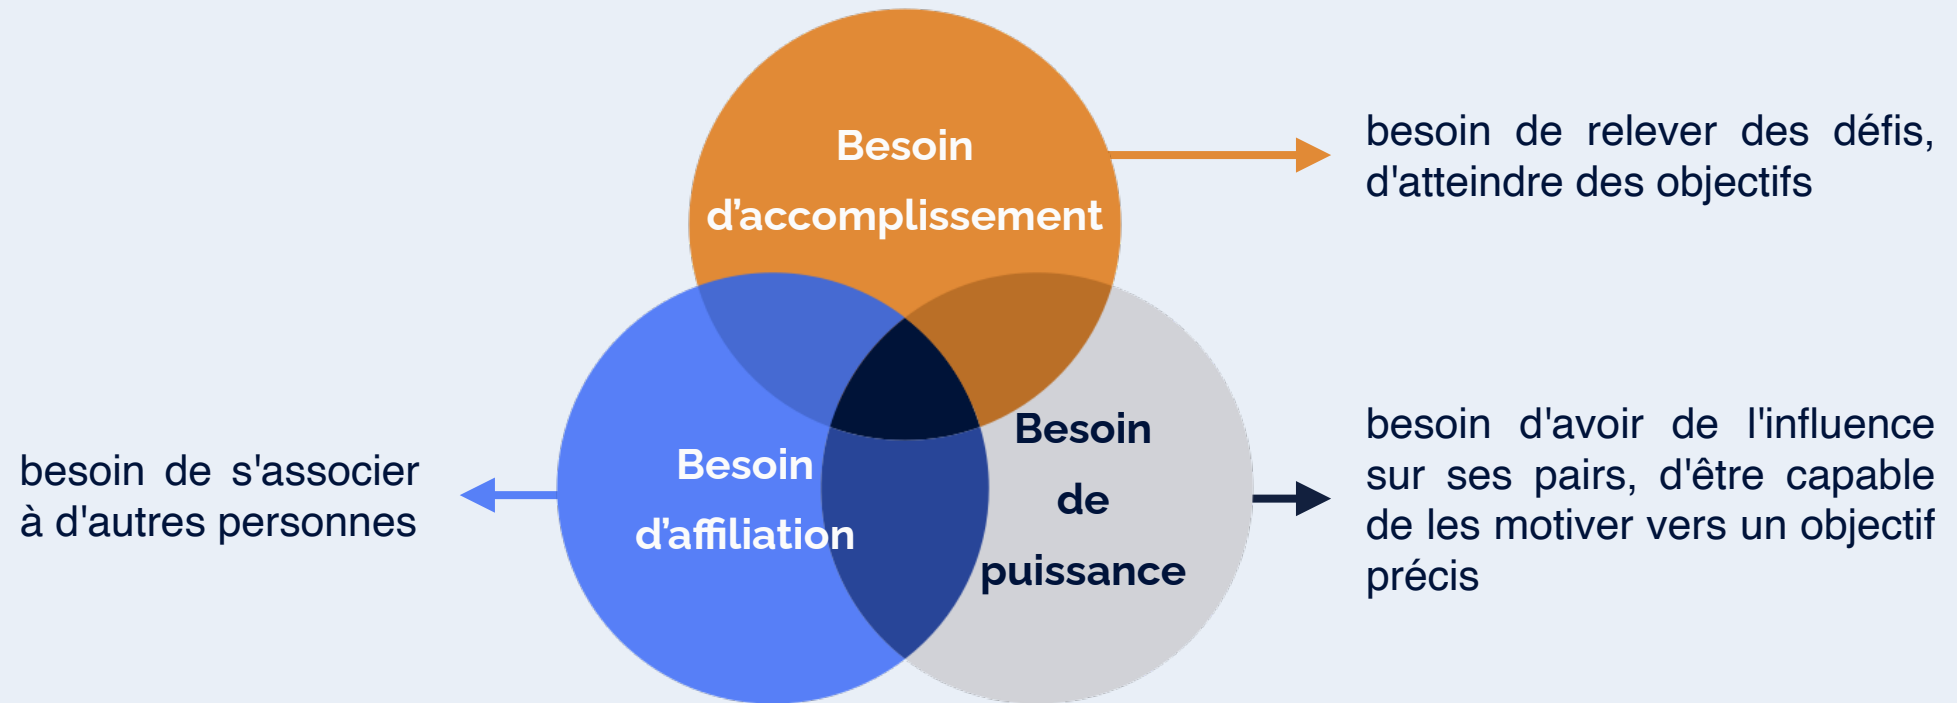 Besoin
d’accomplissement
besoin de relever des défis,
d'atteindre des objectifs
Besoin
d’affiliation
besoin de s'associer
à d'autres personnes
Besoin
de
puissance
besoin d'avoir de l'influence
sur ses pairs, d'être capable
de les motiver vers un objectif
précis